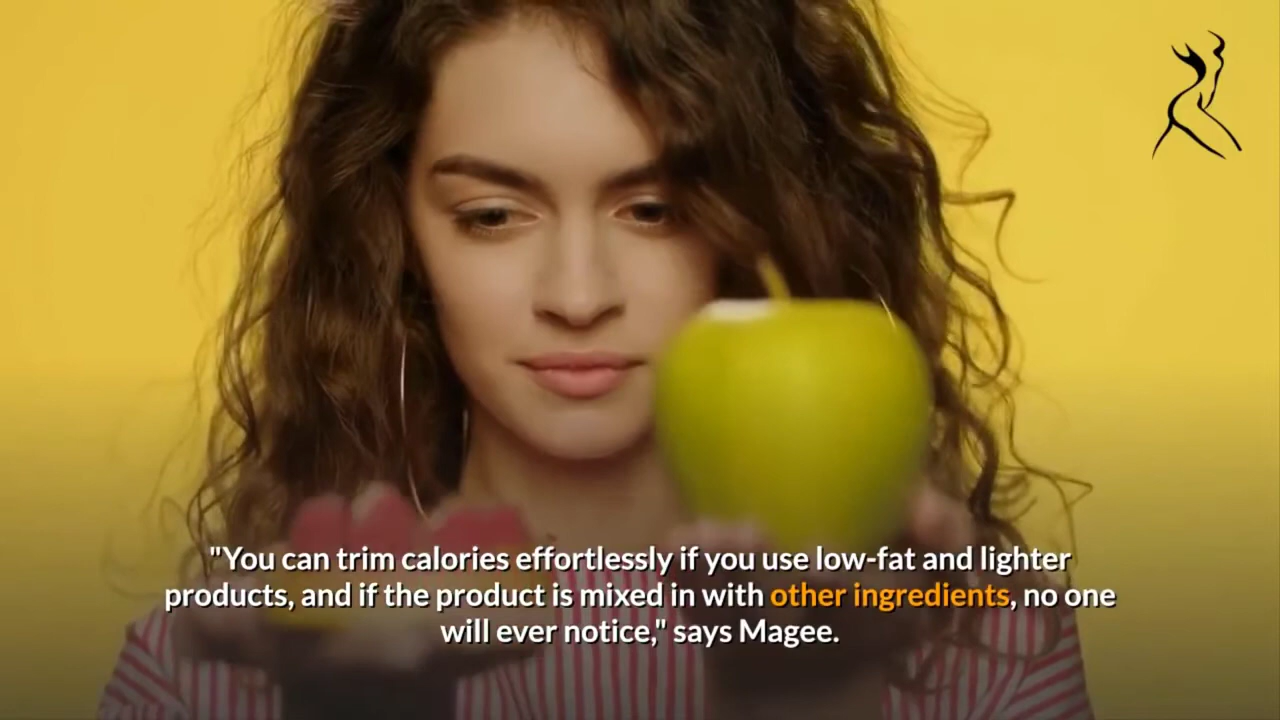 "You can trim calories effortlessly if you use low-fat and lighter
products, and if the product is mixed in with other ingredients, no one
will ever notice," says Magee.